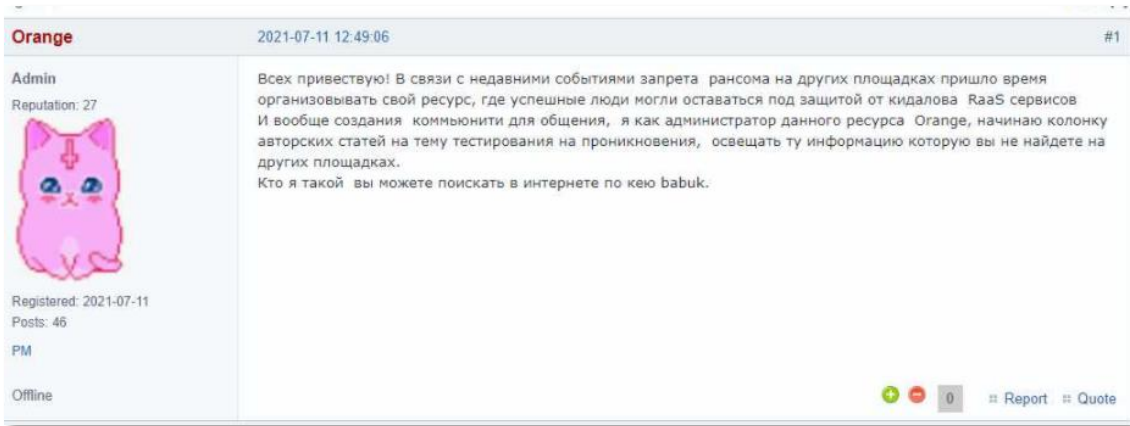 Orange
2021-07-11 12:49:06
#1
Admin
Reputation: 27
Registered: 2021-07-11
Posts: 46
PM
Offline
Всех привествую! В связи с недавними событиями запрета рансома на других площадках пришло время
организовывать свой ресурс, где успешные люди могли оставаться под защитой от кидалова RaaS сервисов
И вообще создания коммьюнити для общения, я как администратор данного ресурса Orange, начинаю колонку
авторских статей на тему тестирования на проникновения, освещать ту информацию которую вы не найдете на
других площадках.
Кто я такой вы можете поискать в интернете по кею babuk.
0
Report
Quote